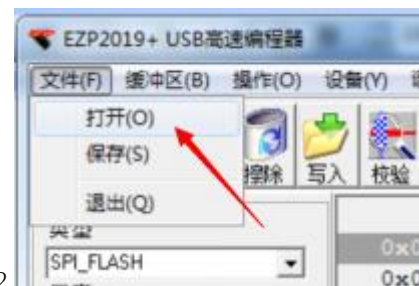 EZP2019+ USB高速编程器
文件(F) 缓冲区(B) 操作(O) 设备(V)
打开(O)
保存(S)
退出(Q)
擦除 写入 校验
类型
SPI_FLASH
0x0
0x0
2